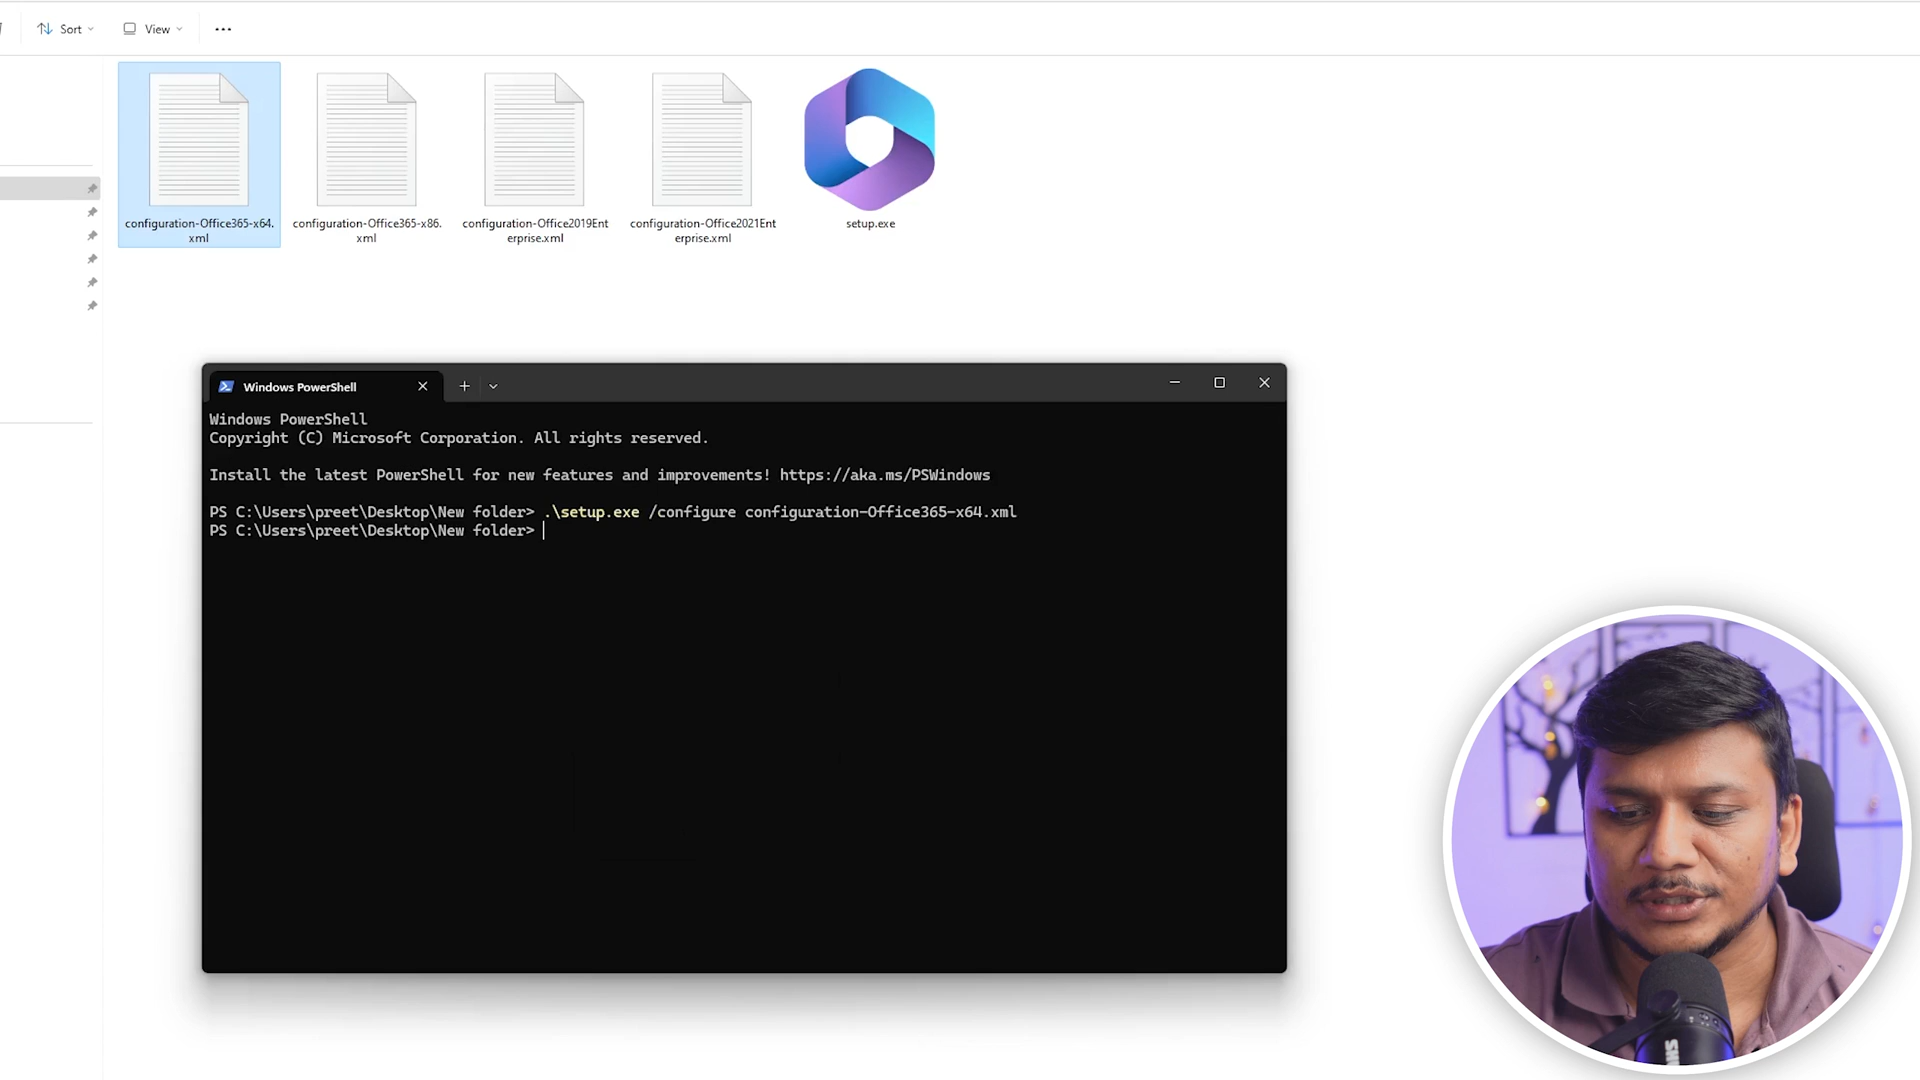 Sort
View
configuration-Office365-x64.
xml
configuration-Office365-x86.
xml
configuration-Office2019Ent
erprise.xml
configuration-Office2021Ent
erprise.xml
setup.exe
Windows PowerShell
Windows PowerShell
Copyright (C) Microsoft Corporation. All rights reserved.
Install the latest PowerShell for new features and improvements! https://aka.ms/PSWindows
PS C:\Users\preet\Desktop\New folder> .\setup.exe /configure configuration-Office365-x64.xml
PS C:\Users\preet\Desktop\New folder>